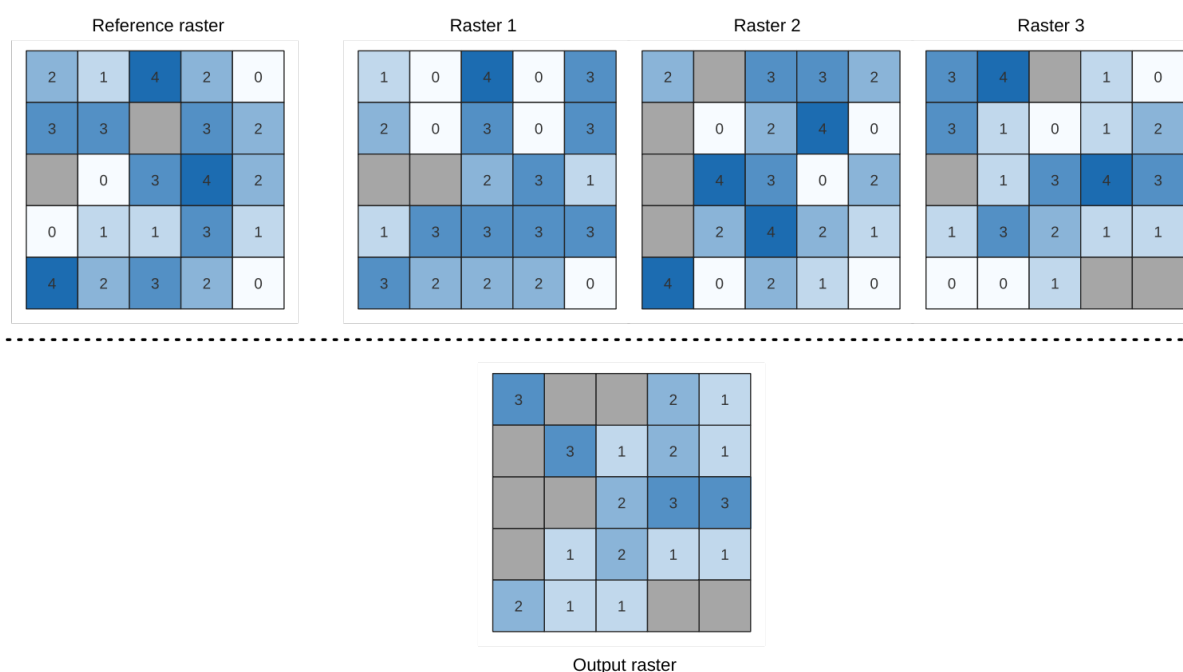 Reference raster Raster 1 Raster 2 Raster 3
2 1 4 2 0 1 0 4 0 3 2 3 3 2 3 4 1 0
3 3 3 2 2 0 3 0 3 0 2 4 0 3 1 0 1 2
0 3 4 2 2 3 1 4 3 0 2 1 3 4 3
0 1 1 3 1 1 3 3 3 3 2 4 2 1 1 3 2 1 1
4 2 3 2 0 3 2 2 2 0 4 0 2 1 0 0 0 1
3 2 1
3 1 2 1
2 3 3
1 2 1 1
2 1 1
Output raster